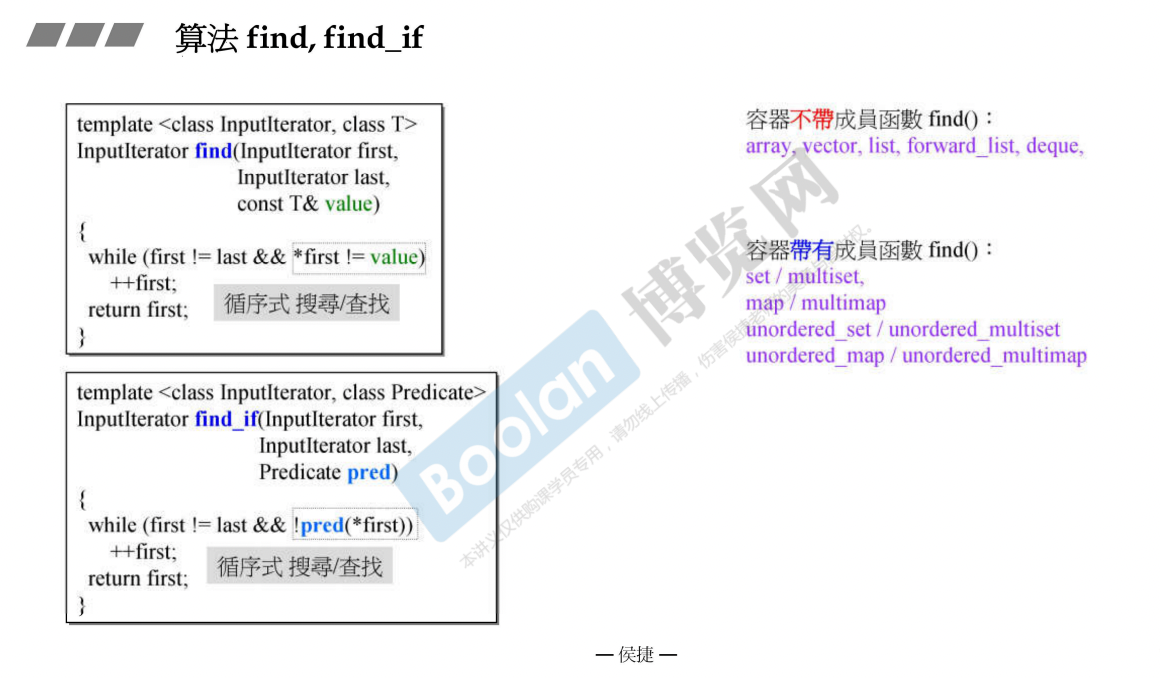 算法 find, find_if
template <class InputIterator, class T>
InputIterator find(InputIterator first,
InputIterator last,
const T& value)
{
while (first != last && *first != value)
++first;
return first;
}
循序式 搜尋/查找
template <class InputIterator, class Predicate>
InputIterator find_if(InputIterator first,
InputIterator last,
Predicate pred)
{
while (first != last && !pred(*first))
++first;
return first;
}
循序式 搜尋/查找
容器不帶成員函數 find()：
array, vector, list, forward_list, deque,
容器帶有成員函數 find()：
set / multiset,
map / multimap
unordered_set / unordered_multiset
unordered_map / unordered_multimap
Boolan 博览网
本讲义仅供购课学员专用，请勿线上传播，伤害侯捷老师的
— 侯捷 —